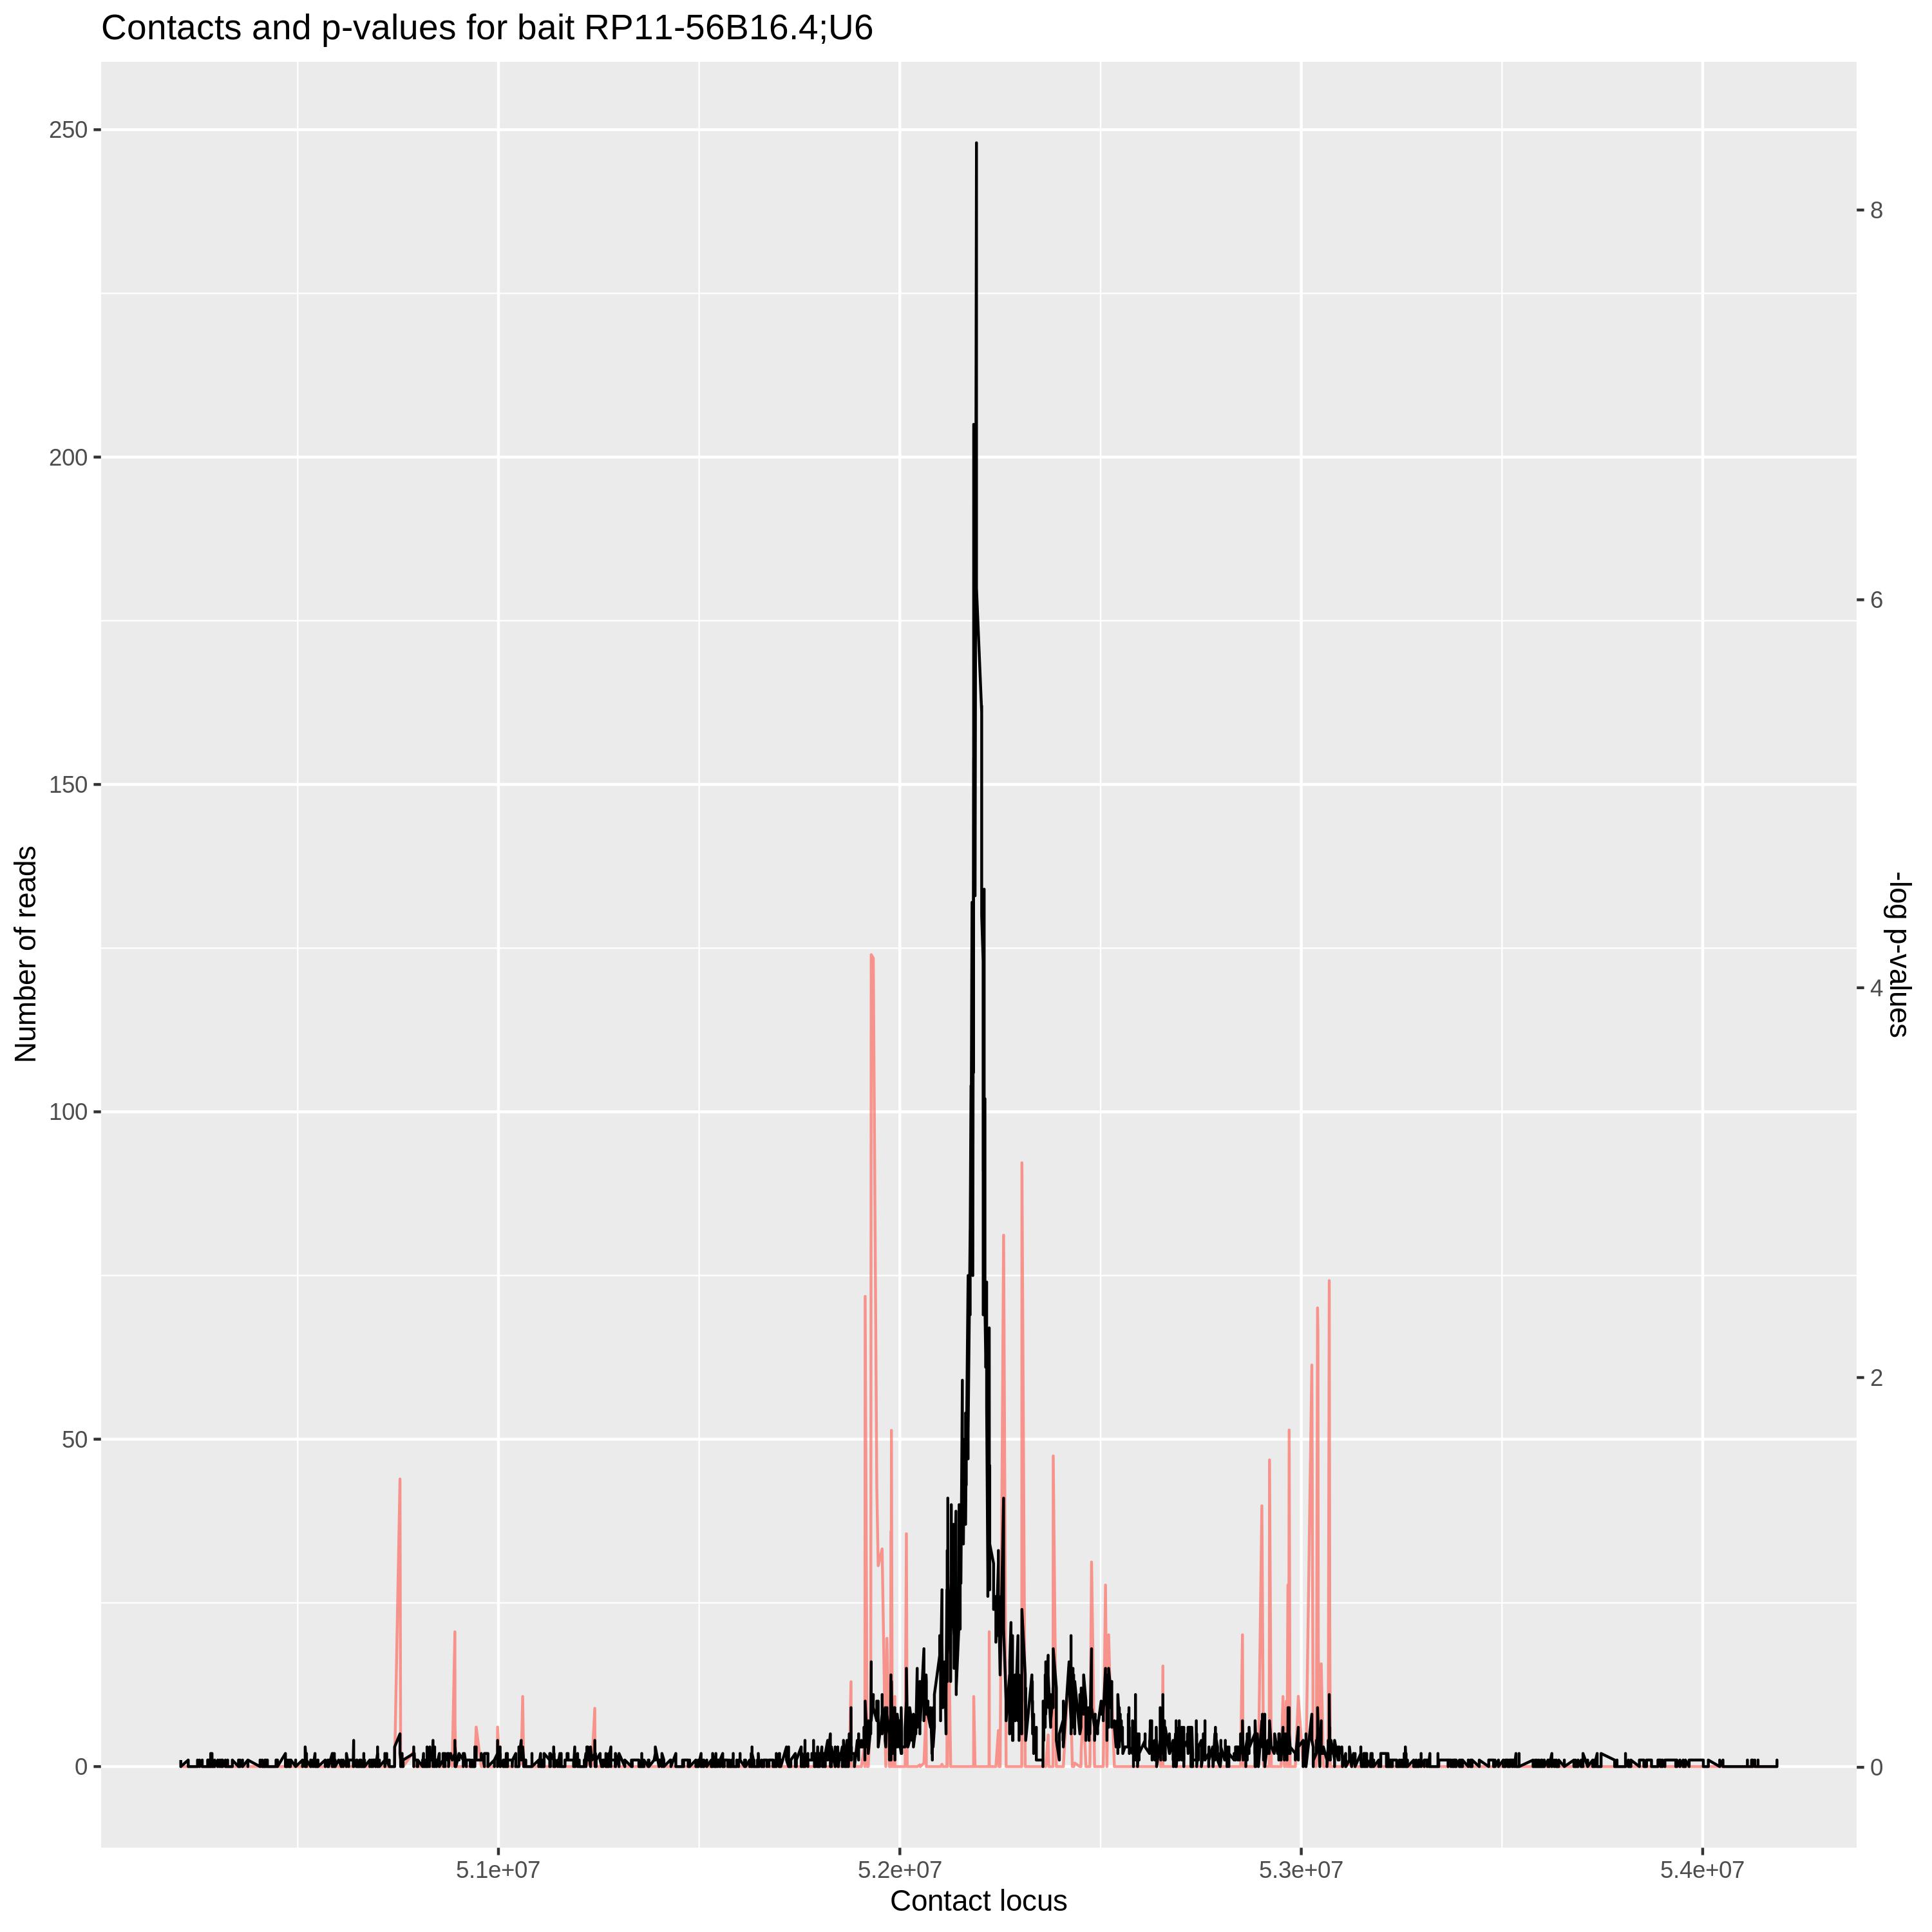 Contacts and p-values for bait RP11-56B16.4;U6
250
200
150
100
50
0
Number of reads
8
6
4
2
0
-log p-values
5.1e+07 5.2e+07 5.3e+07 5.4e+07
Contact locus